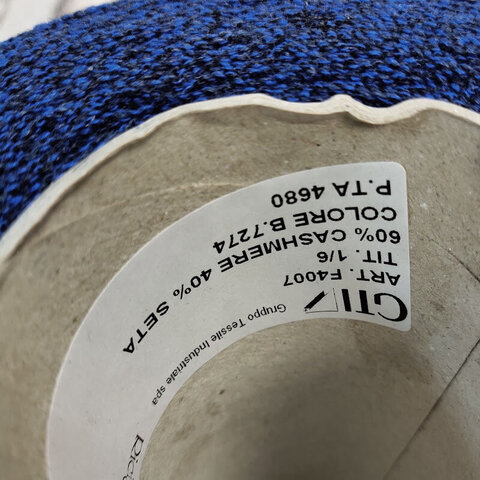 GTI
Gruppo Tessile Industriale spa
ART. F4007
TIT. 1/6
60% CASHMERE 40% SETA
COLORE B.7274
P.TA 4680